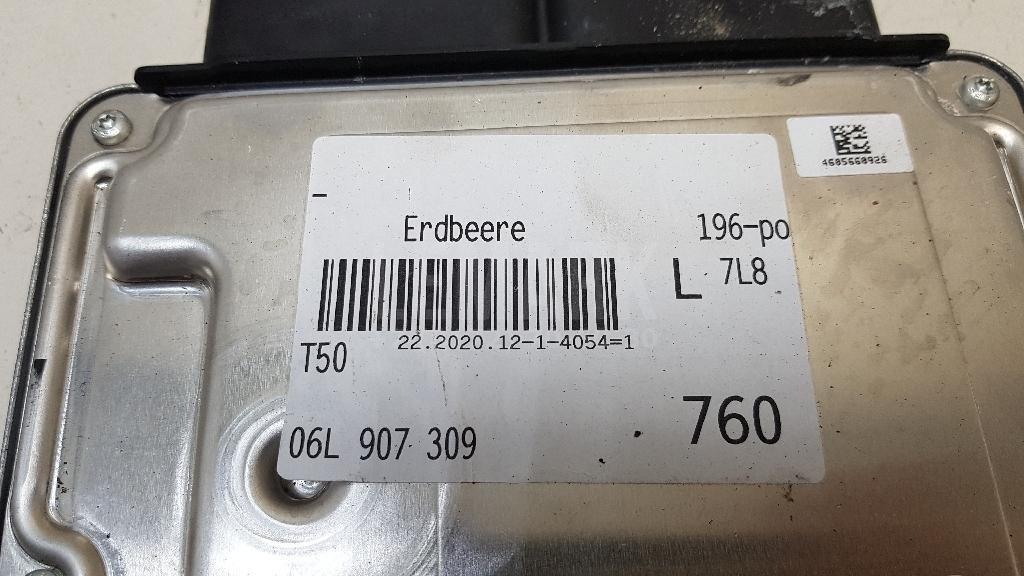 4605660926
-
Erdbeere 196-po
L 7L8
22.2020.12-1-4054=1
T50
760
06L 907 309